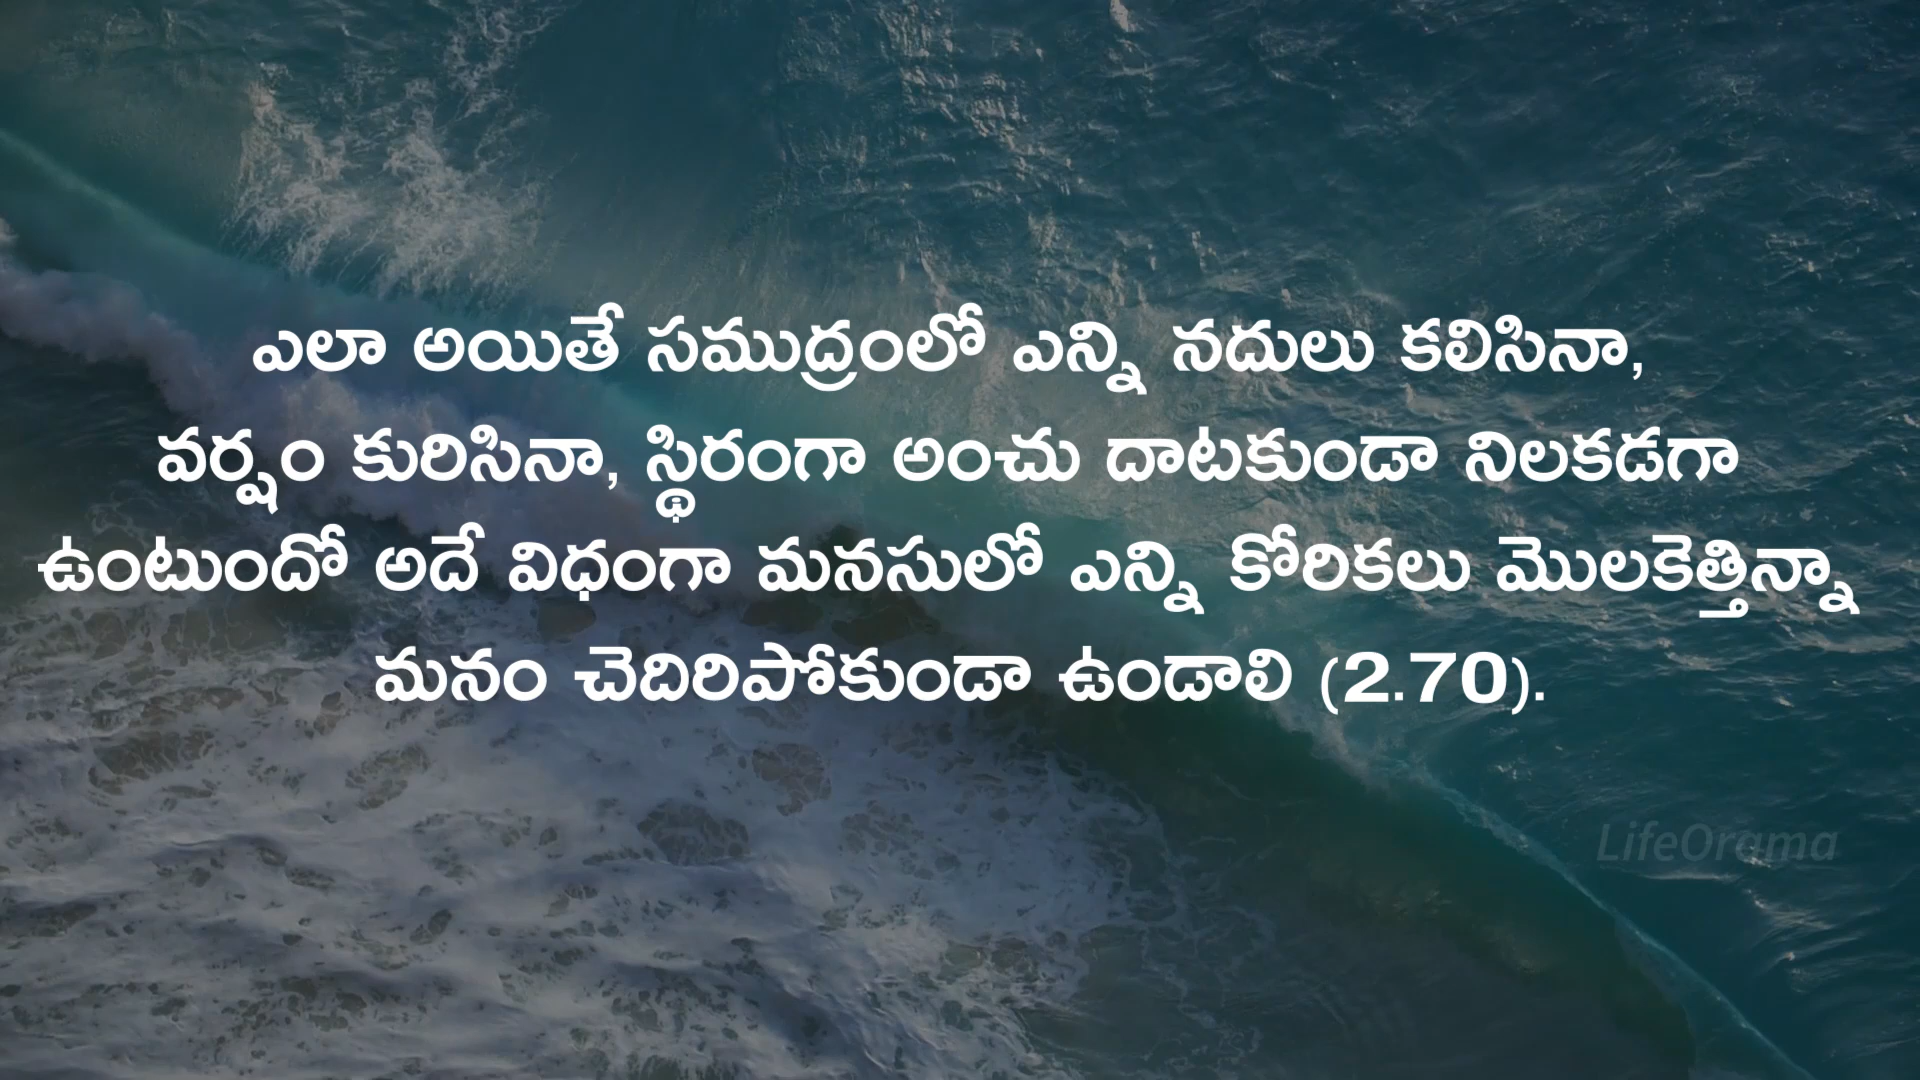 ఎలా అయితే సముద్రంలో ఎన్ని నదులు కలిసినా,
వర్షం కురిసినా, స్థిరంగా అంచు దాటకుండా నిలకడగా
ఉంటుందో అదే విధంగా మనసులో ఎన్ని కోరికలు మొలకెత్తిన్నా
మనం చెదిరిపోకుండా ఉండాలి (2.70).
LifeOrama